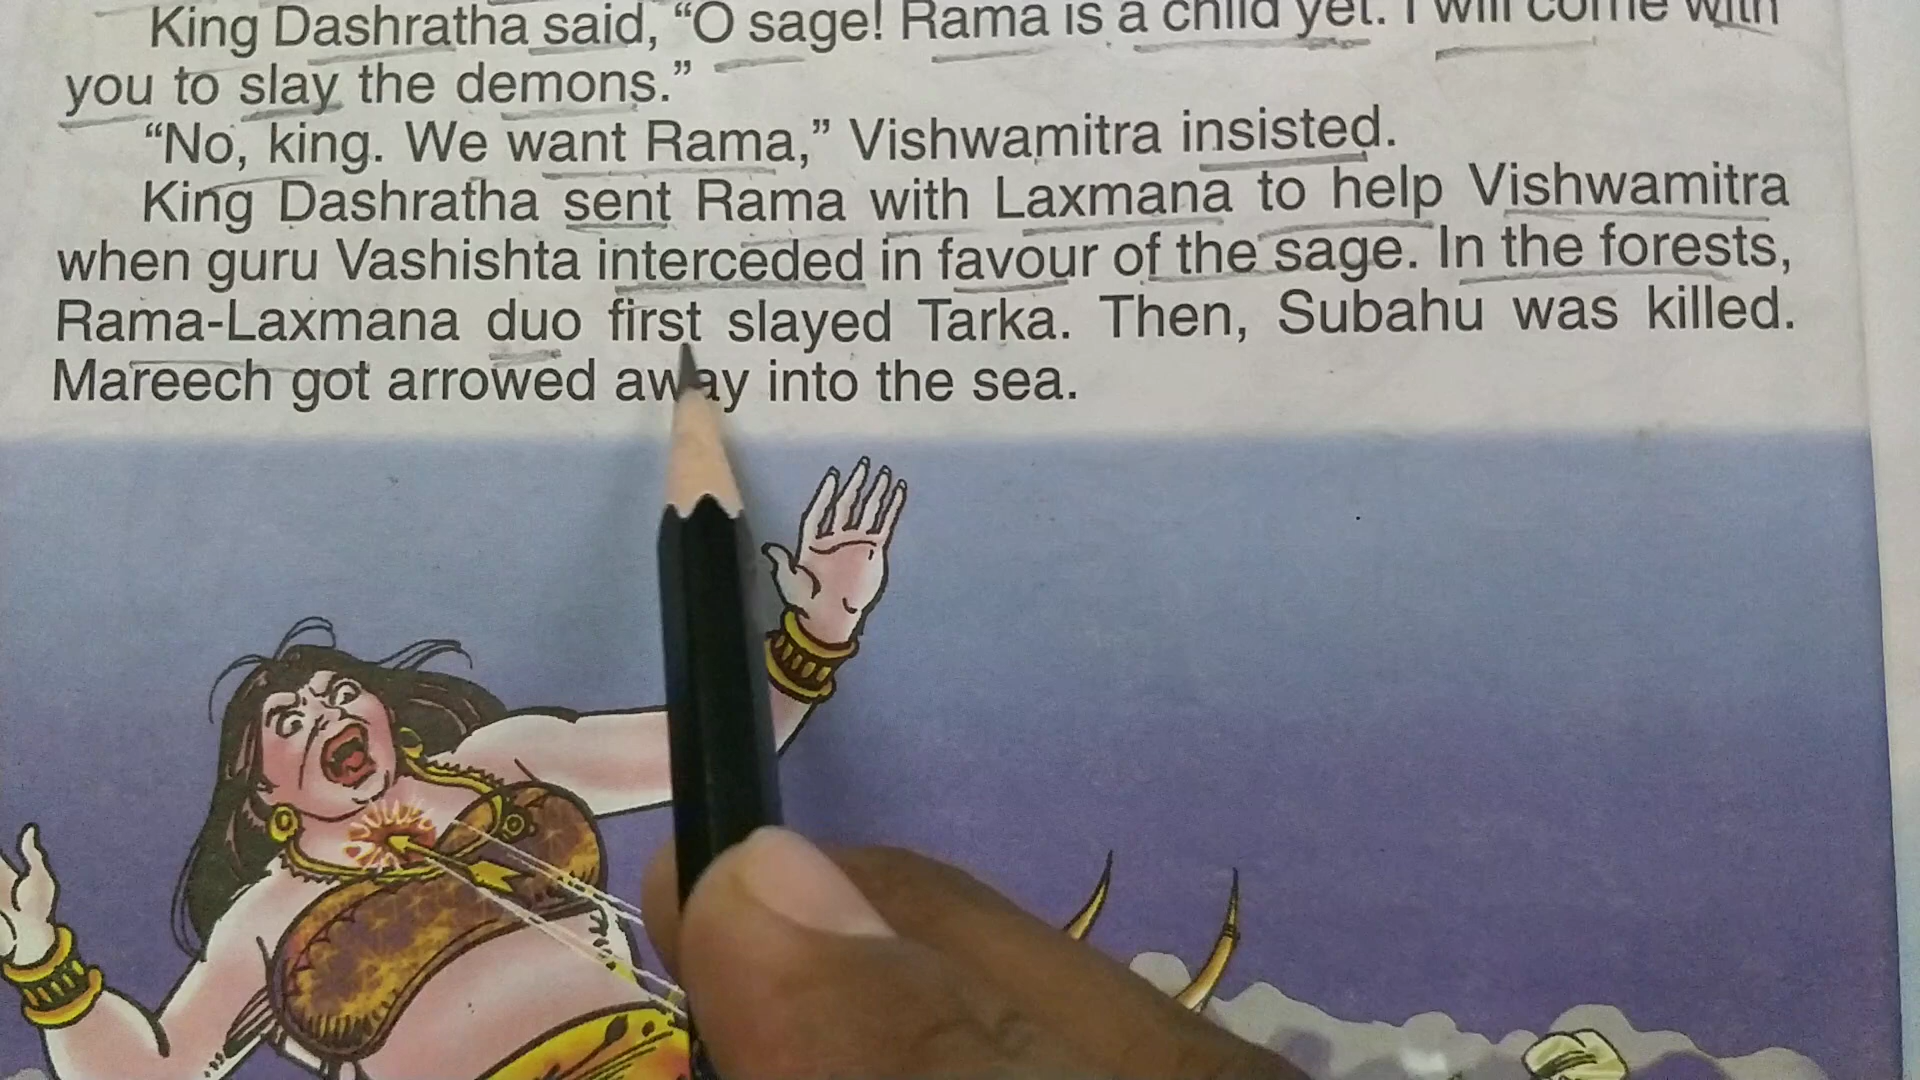 King Dashratha said, “O sage! Rama is a child yet. I will come with
you to slay the demons.”
“No, king. We want Rama,” Vishwamitra insisted.
King Dashratha sent Rama with Laxmana to help Vishwamitra
when guru Vashishta interceded in favour of the sage. In the forests,
Rama-Laxmana duo first slayed Tarka. Then, Subahu was killed.
Mareech got arrowed away into the sea.